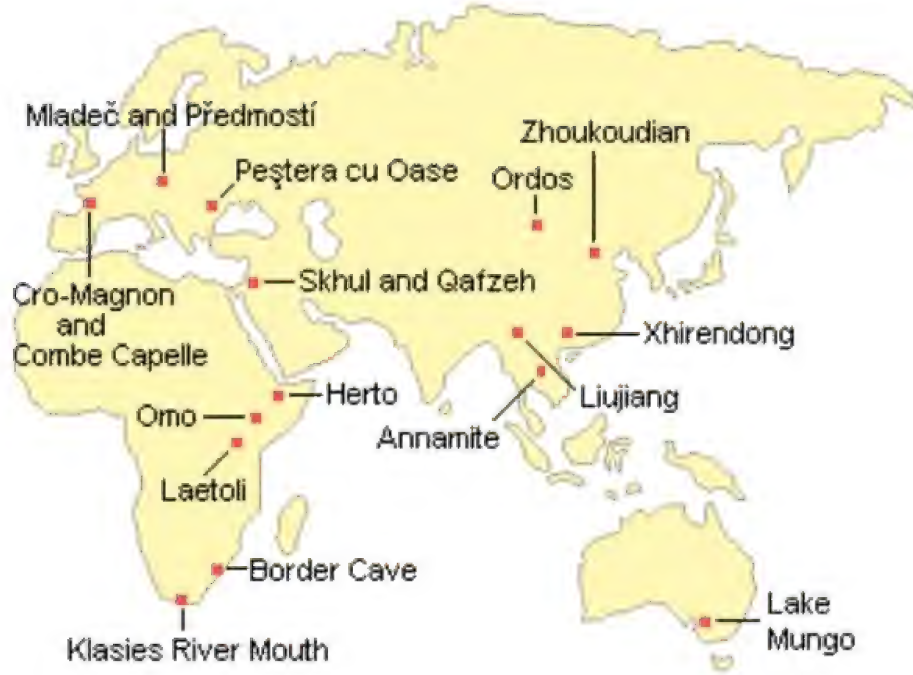 Mladeč and Předmostí
Zhoukoudian
Peştera cu Oase
Ordos
Skhul and Qafzeh
Cro-Magnon
and
Combe Capelle
Xhirendong
Herto
Liujiang
Omo
Annamite
Laetoli
Border Cave
Lake
Mungo
Klasies River Mouth